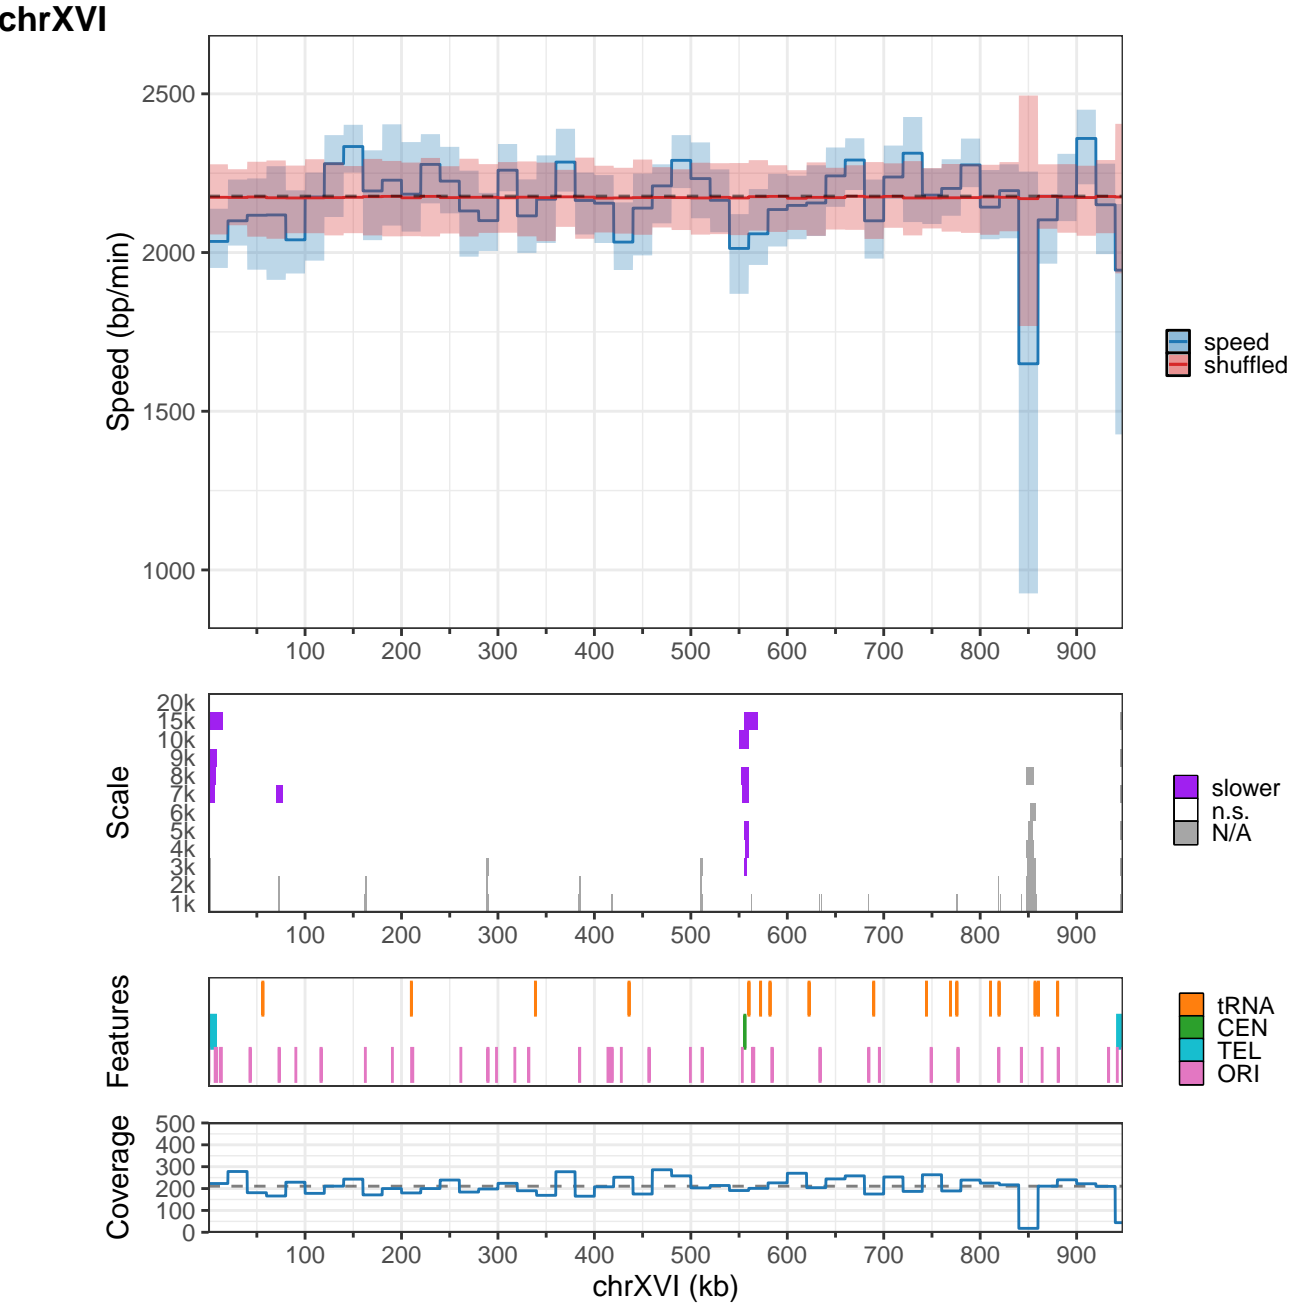 chrXVI
Speed (bp/min)
2500
2000
1500
1000
100 200 300 400 500 600 700 800 900
speed
shuffled
Scale
20k
15k
10k
9k
8k
7k
6k
5k
4k
3k
2k
1k
100 200 300 400 500 600 700 800 900
slower
n.s.
N/A
Features
tRNA
CEN
TEL
ORI
Coverage
500
400
300
200
100
0
100 200 300 400 500 600 700 800 900
chrXVI (kb)